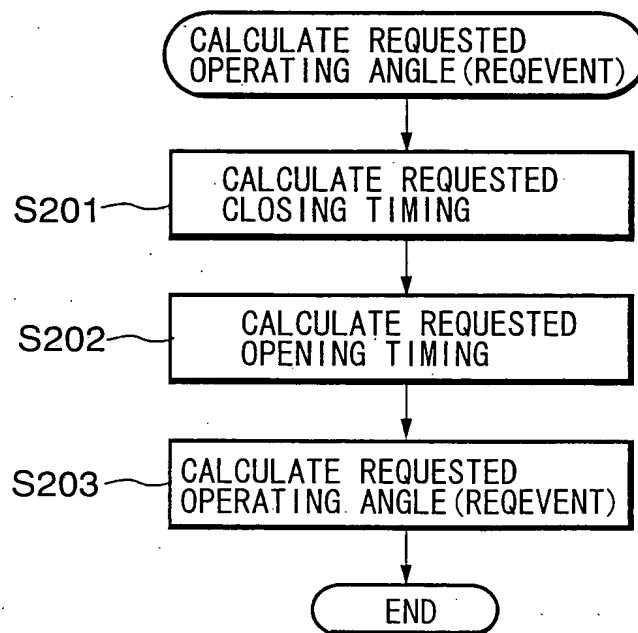 CALCULATE REQUESTED
OPERATING ANGLE(REQEVENT)
S201
CALCULATE REQUESTED
CLOSING TIMING
S202
CALCULATE REQUESTED
OPENING TIMING
S203
CALCULATE REQUESTED
OPERATING ANGLE(REQEVENT)
END